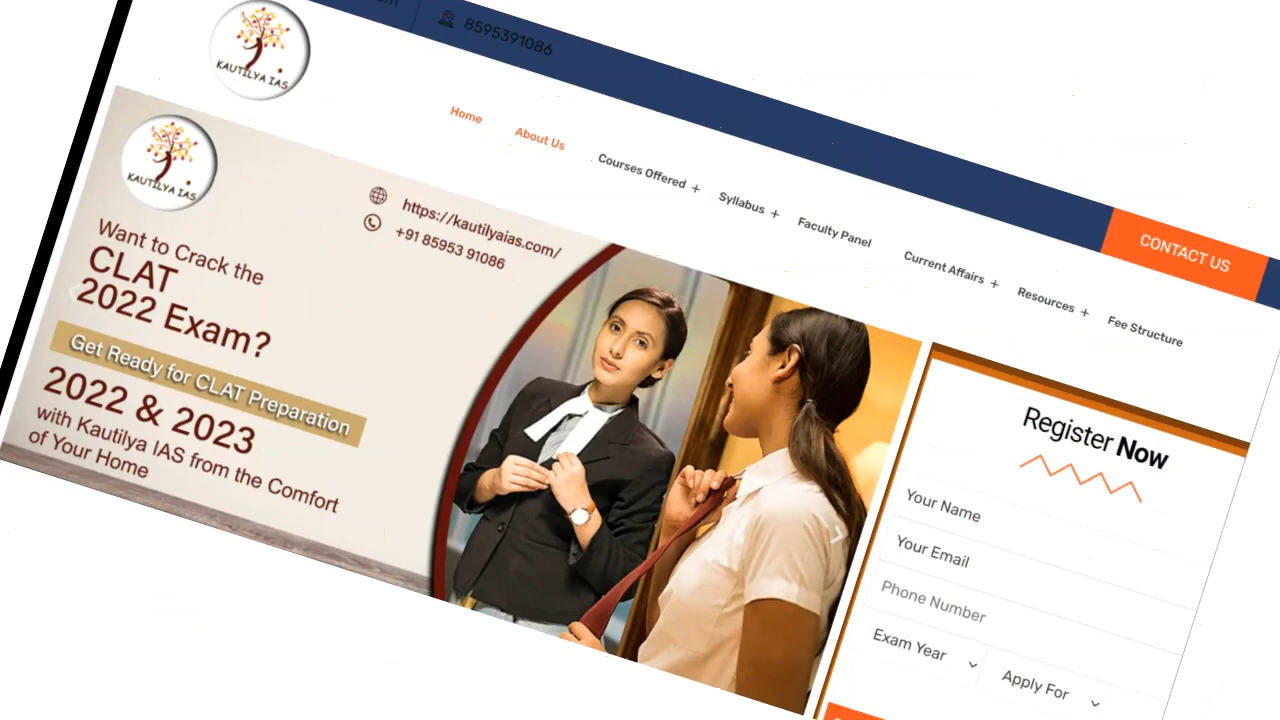 8595391086
KAUTILYA IAS
Home
About Us
Courses Offered +
Syllabus +
Faculty Panel
Current Affairs +
Resources +
Fee Structure
CONTACT US
KAUTILYA IAS
https://kautilyaias.com/
+91 85953 91086
Want to Crack the
CLAT
2022 Exam?
Get Ready for CLAT Preparation
2022 & 2023
with Kautilya IAS from the Comfort
of Your Home
Register Now
Your Name
Your Email
Phone Number
Exam Year
Apply For